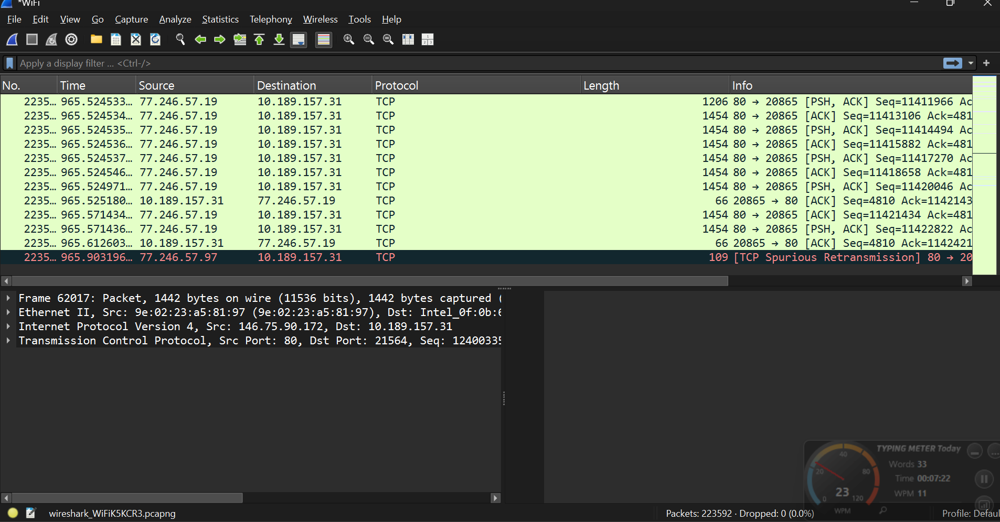 *WiFi
File Edit View Go Capture Analyze Statistics Telephony Wireless Tools Help
Apply a display filter ... <Ctrl-/>
No. Time Source Destination Protocol Length Info
2235… 965.524533… 77.246.57.19 10.189.157.31 TCP 1206 80 → 20865 [PSH, ACK] Seq=11411966 Ac
2235… 965.524534… 77.246.57.19 10.189.157.31 TCP 1454 80 → 20865 [ACK] Seq=11413106 Ack=481
2235… 965.524535… 77.246.57.19 10.189.157.31 TCP 1454 80 → 20865 [PSH, ACK] Seq=11414494 Ac
2235… 965.524536… 77.246.57.19 10.189.157.31 TCP 1454 80 → 20865 [ACK] Seq=11415882 Ack=481
2235… 965.524537… 77.246.57.19 10.189.157.31 TCP 1454 80 → 20865 [PSH, ACK] Seq=11417270 Ac
2235… 965.524546… 77.246.57.19 10.189.157.31 TCP 1454 80 → 20865 [ACK] Seq=11418658 Ack=481
2235… 965.524971… 77.246.57.19 10.189.157.31 TCP 1454 80 → 20865 [PSH, ACK] Seq=11420046 Ac
2235… 965.525180… 10.189.157.31 77.246.57.19 TCP 66 20865 → 80 [ACK] Seq=4810 Ack=1142143
2235… 965.571434… 77.246.57.19 10.189.157.31 TCP 1454 80 → 20865 [ACK] Seq=11421434 Ack=481
2235… 965.571436… 77.246.57.19 10.189.157.31 TCP 1454 80 → 20865 [PSH, ACK] Seq=11422822 Ac
2235… 965.612603… 10.189.157.31 77.246.57.19 TCP 66 20865 → 80 [ACK] Seq=4810 Ack=1142421
2235… 965.903196… 77.246.57.97 10.189.157.31 TCP 109 [TCP Spurious Retransmission] 80 → 20
Frame 62017: Packet, 1442 bytes on wire (11536 bits), 1442 bytes captured (
Ethernet II, Src: 9e:02:23:a5:81:97 (9e:02:23:a5:81:97), Dst: Intel_0f:0b:6
Internet Protocol Version 4, Src: 146.75.90.172, Dst: 10.189.157.31
Transmission Control Protocol, Src Port: 80, Dst Port: 21564, Seq: 12400335
TYPING METER Today
Words 33
Time 00:07:22
WPM 11
0 20 40 80 120
23
WPM
wireshark_WiFiK5KCR3.pcapng
Packets: 223592 · Dropped: 0 (0.0%)
Profile: Defaul